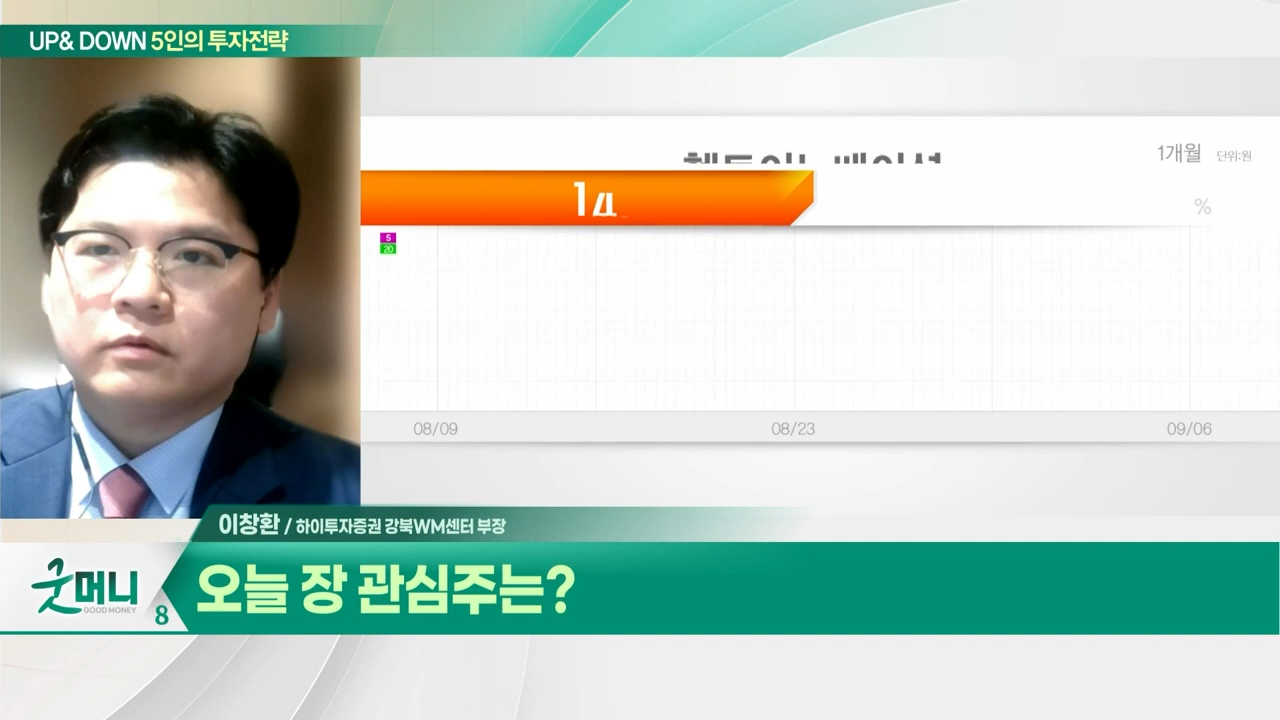 UP& DOWN 5인의 투자전략
1개월 단위:원
14
%
5
20
08/09 08/23 09/06
이창환 / 하이투자증권 강북WM센터 부장
굿머니
GOOD MONEY
8
오늘 장 관심주는?